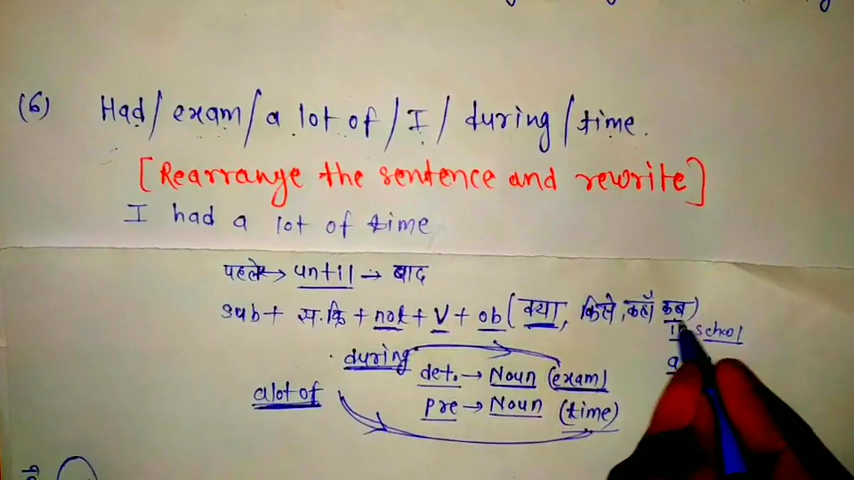 (6) Had/ exam/ a lot of / I / during / time.
[Rearrange the sentence and rewrite]
I had a lot of time
पहले → until → बाद
sub + स.क्रि + not + V + ob (क्या, किसे, कहाँ कब)
school
during
det. → Noun (exam)
alot of
pre → Noun (time)